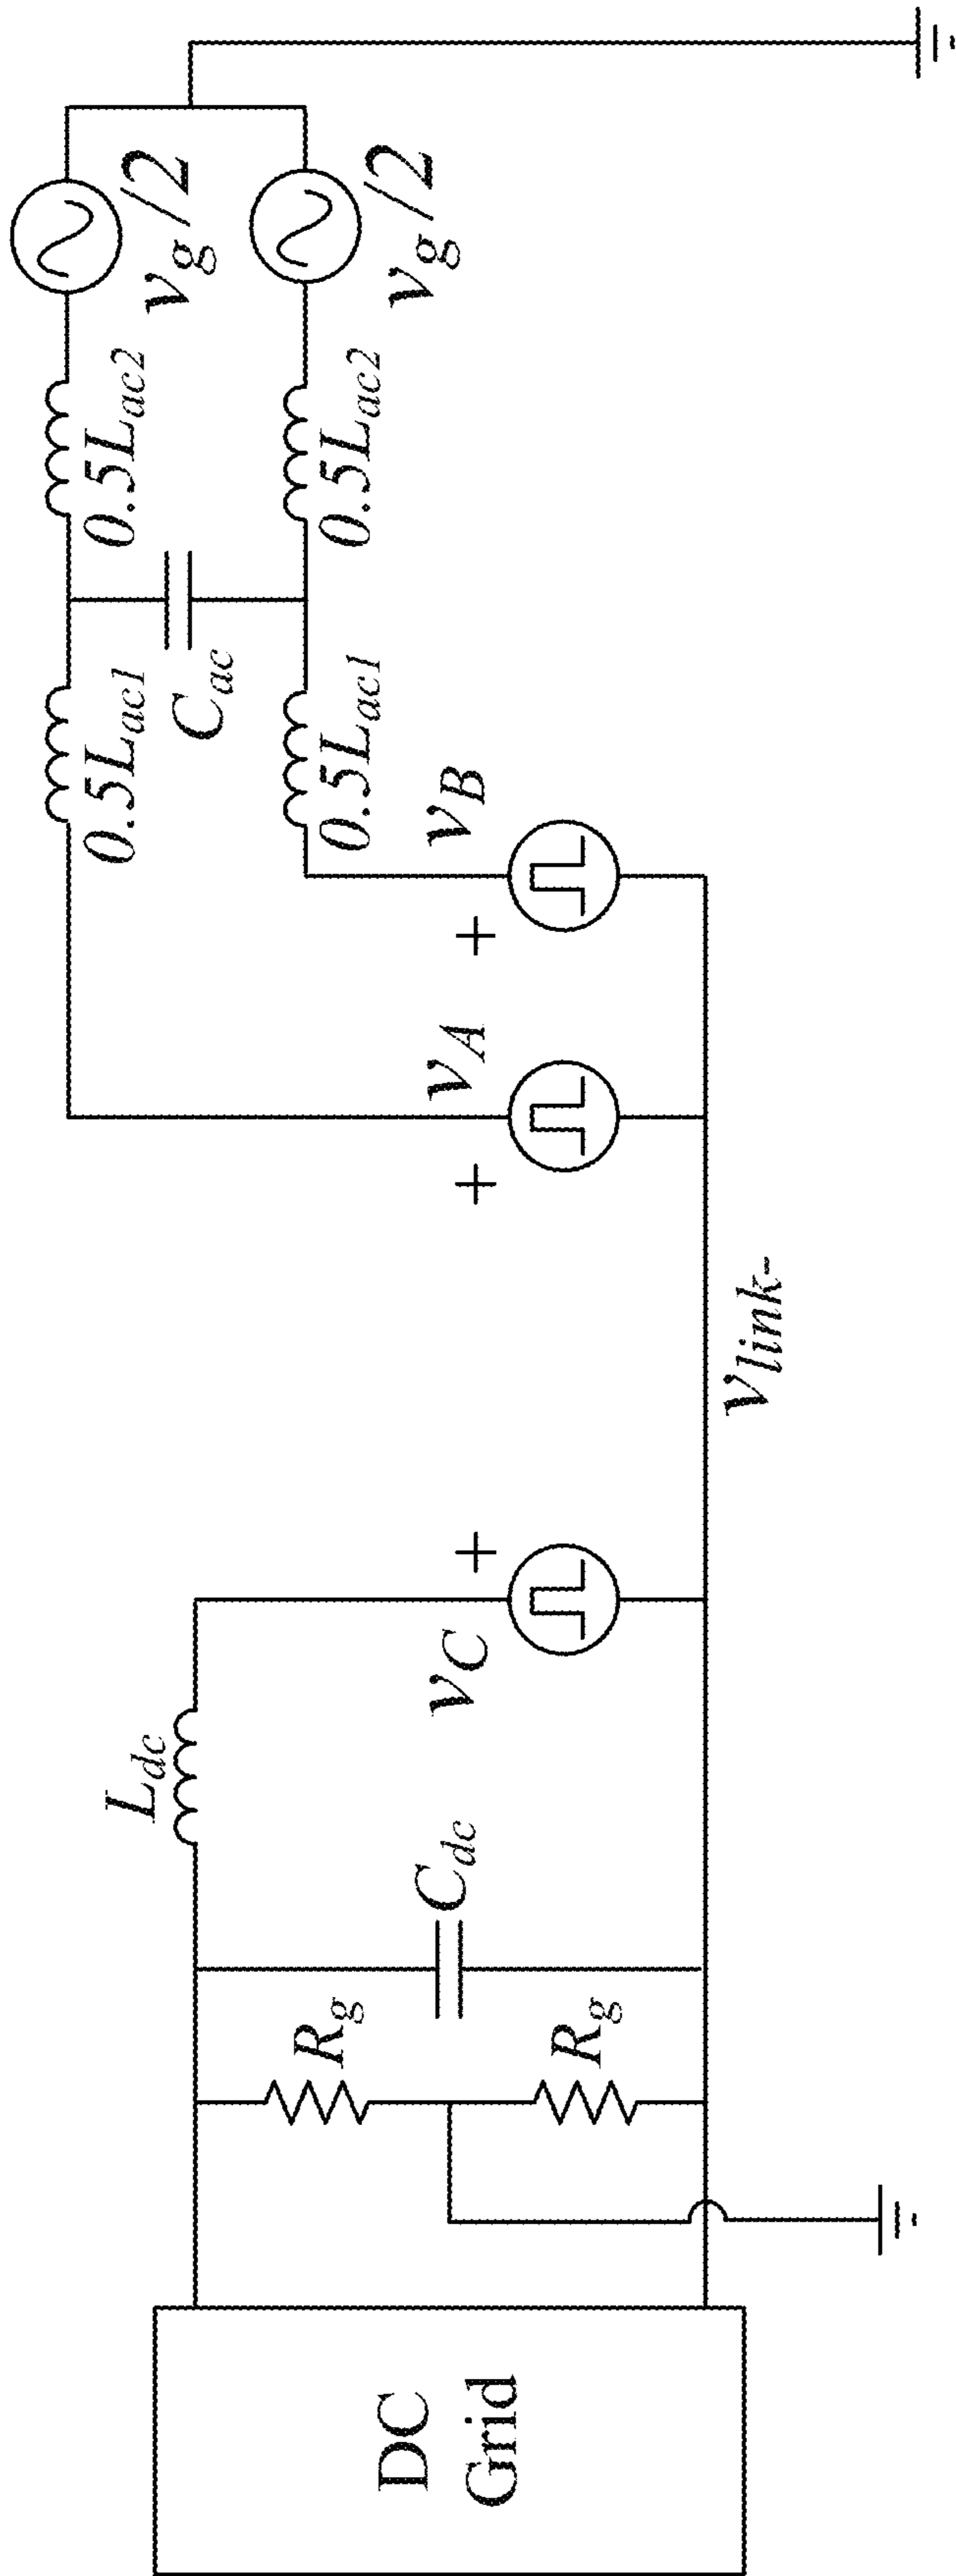 DC
Grid
R_g
R_g
C_dc
L_dc
v_C
+
v_link-
+
v_A
+
v_B
0.5L_ac1
0.5L_ac1
C_ac
0.5L_ac2
0.5L_ac2
v_g/2
v_g/2